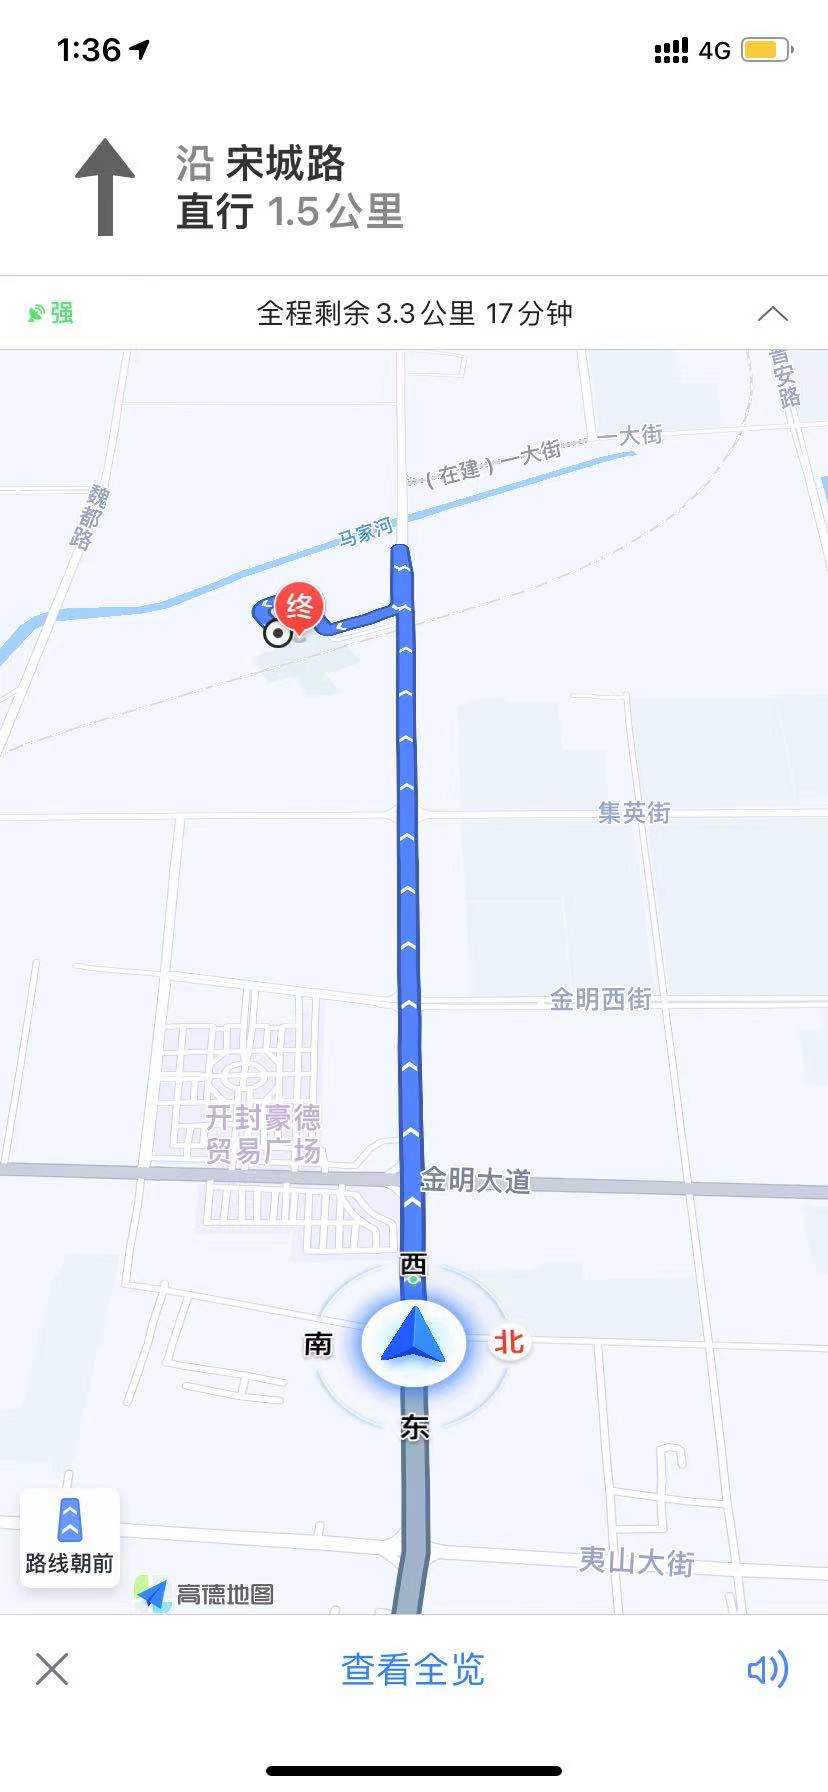 1:36
4G
沿 宋城路
直行 1.5公里
强
全程剩余3.3公里 17分钟
晋安路
一大街
(在建)一大街
魏都路
马家河
终
集英街
金明西街
开封豪德
贸易广场
金明大道
西
南
北
东
夷山大街
路线朝前
高德地图
查看全览